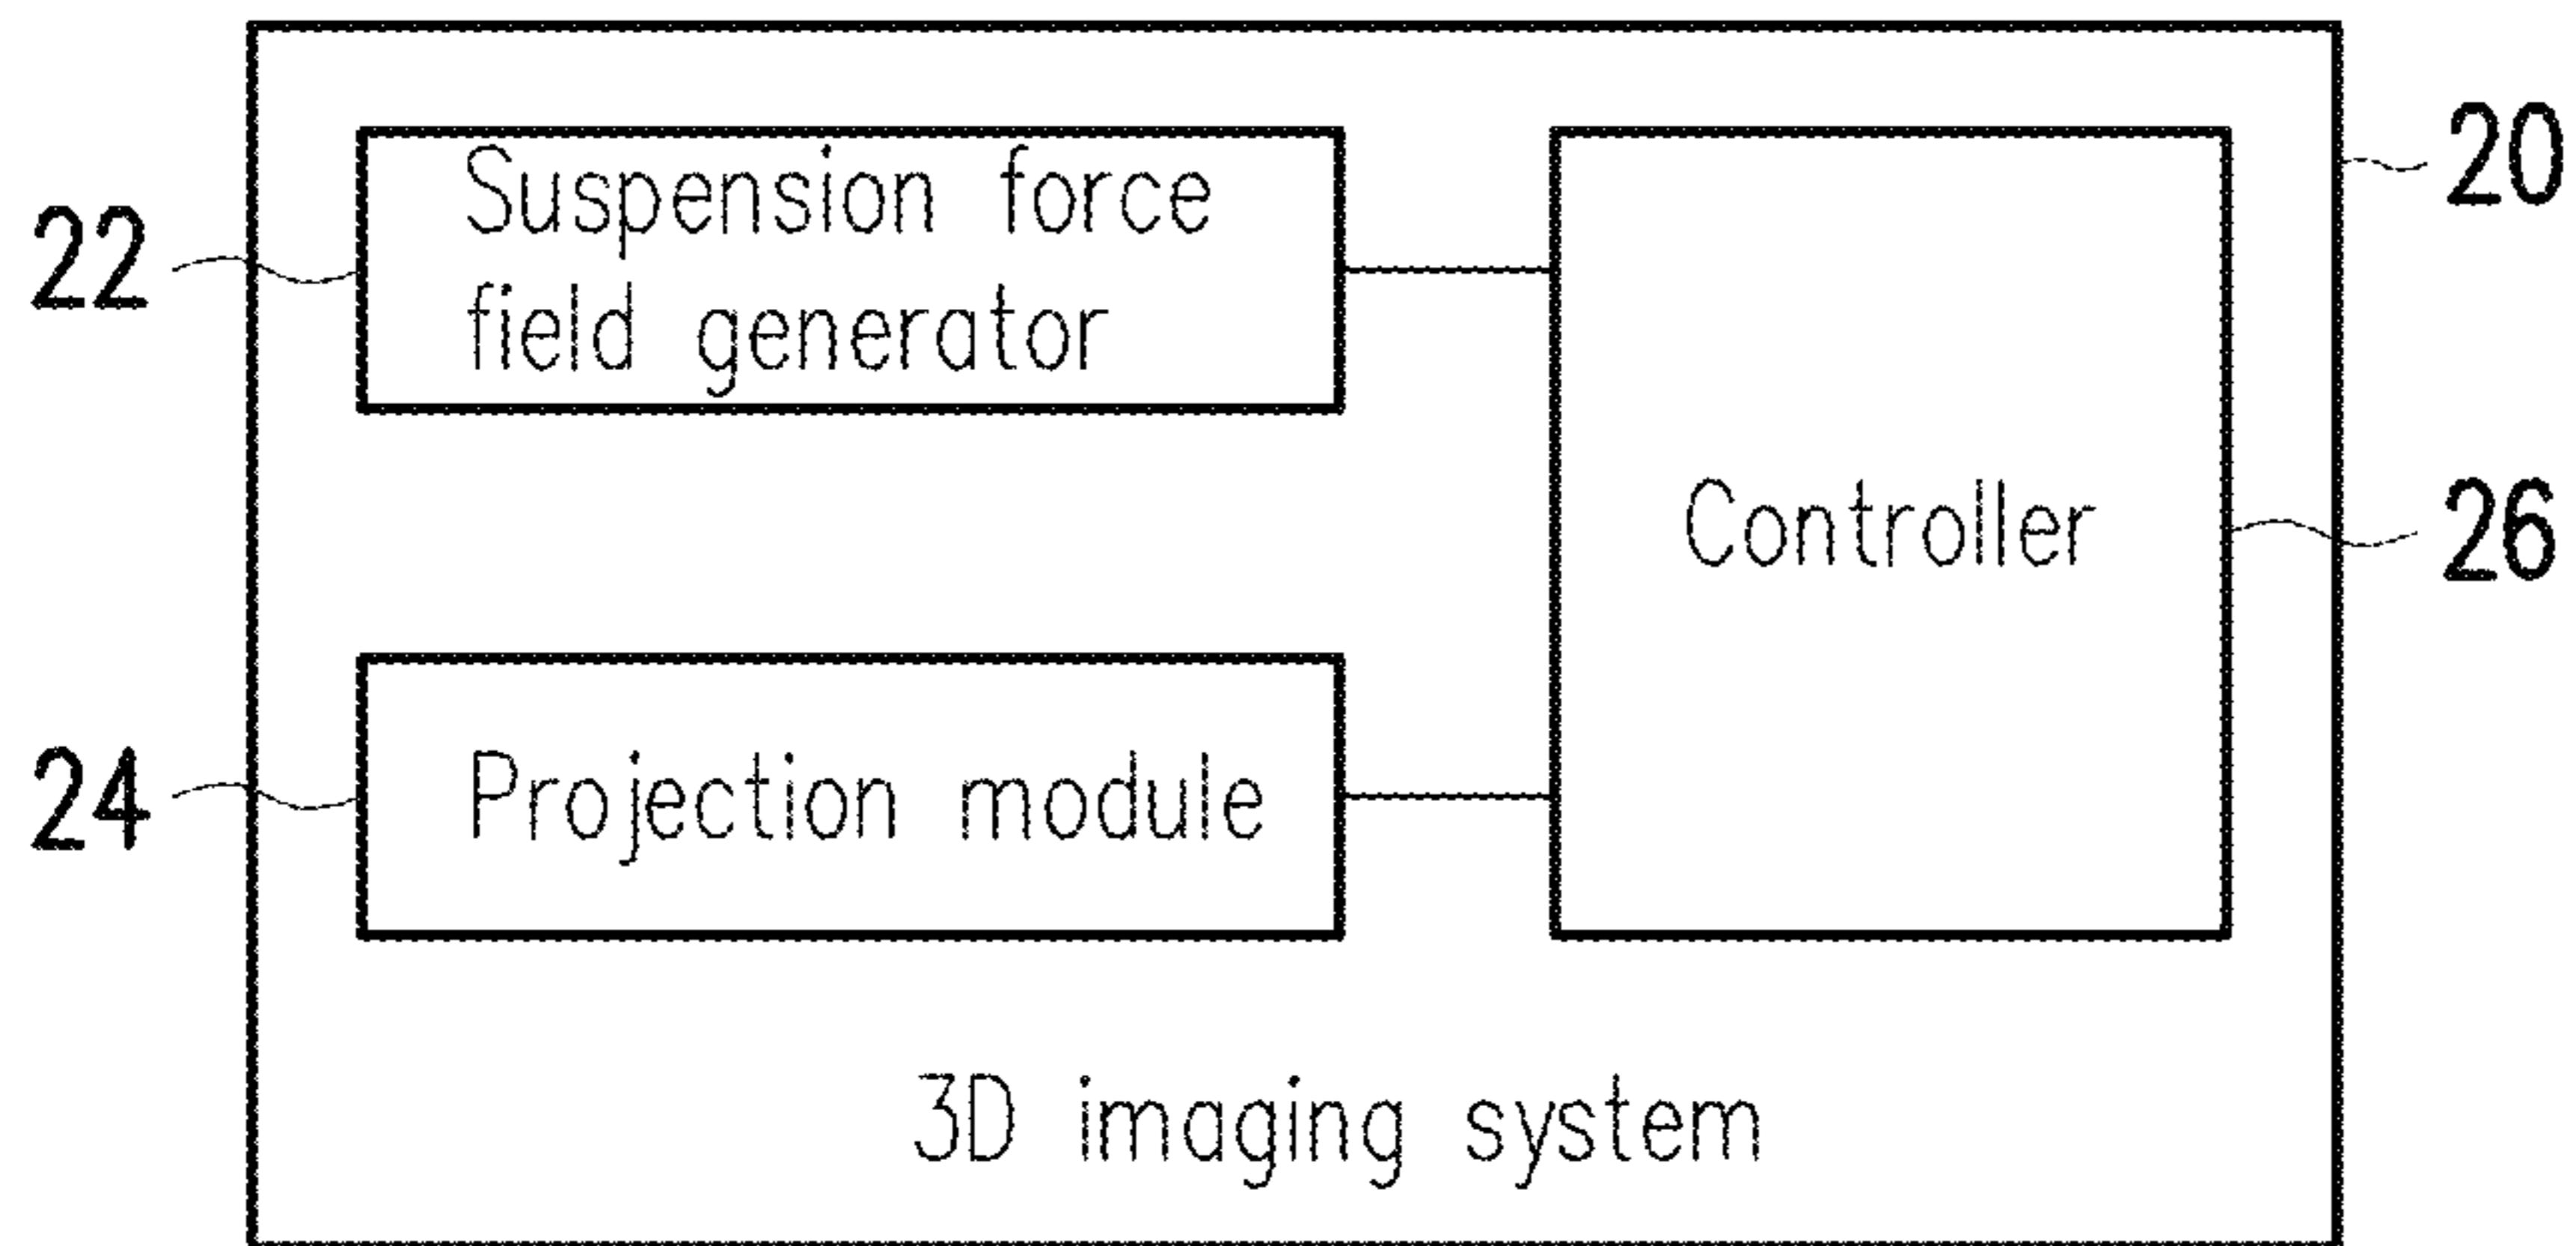 20
22
Suspension force
field generator
Controller
26
24
Projection module
3D imaging system